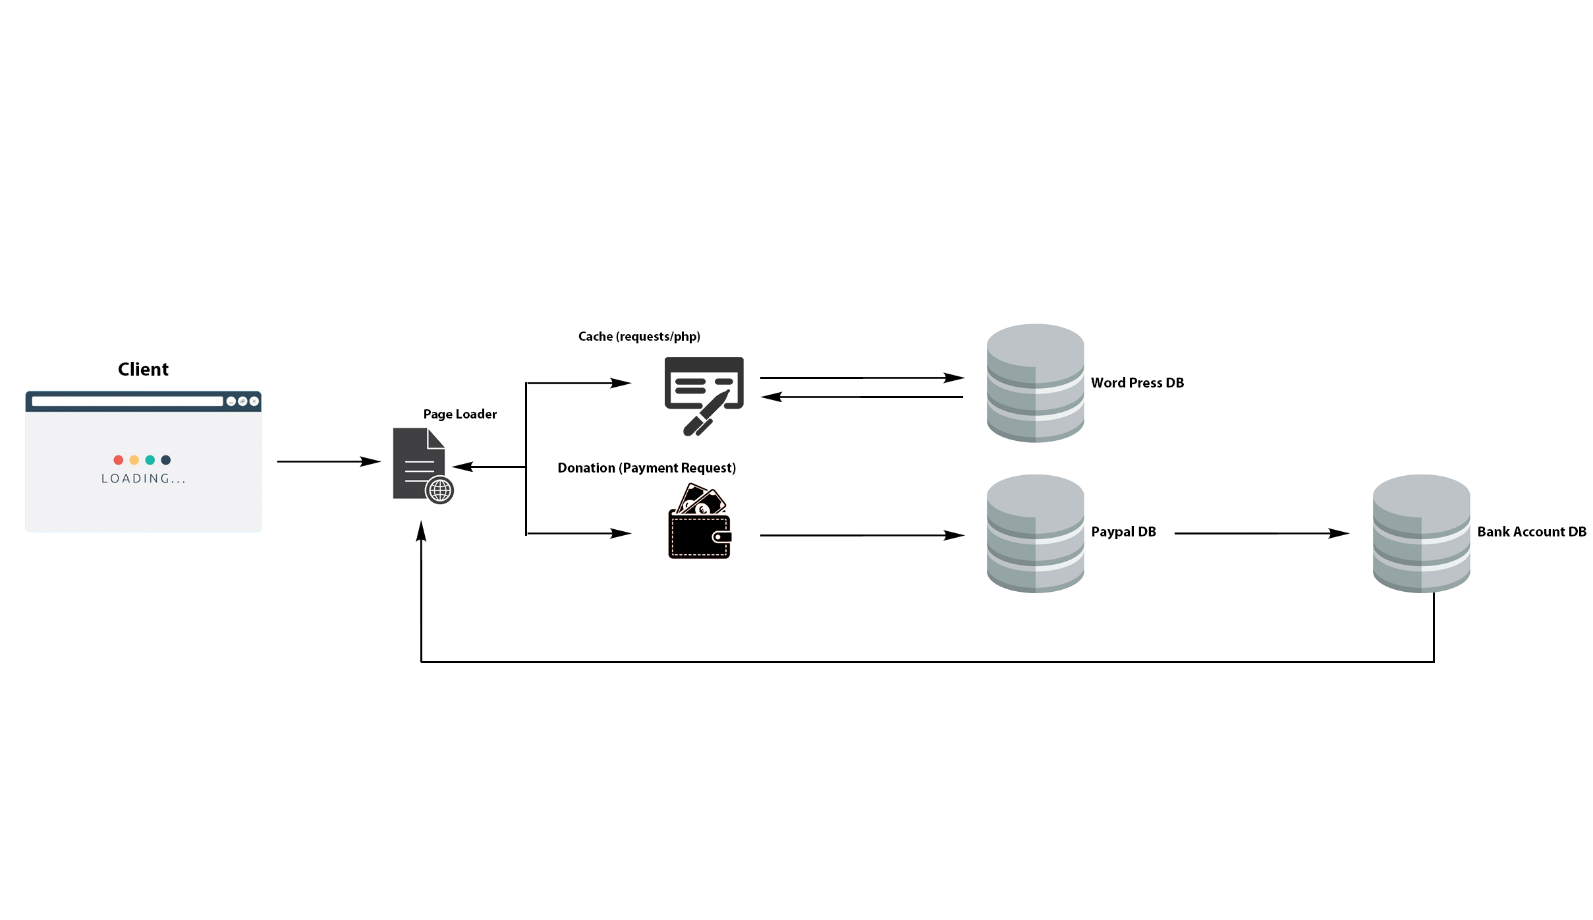 Cache (requests/php)
Client
Word Press DB
Page Loader
Donation (Payment Request)
LOADING...
Paypal DB
Bank Account DB